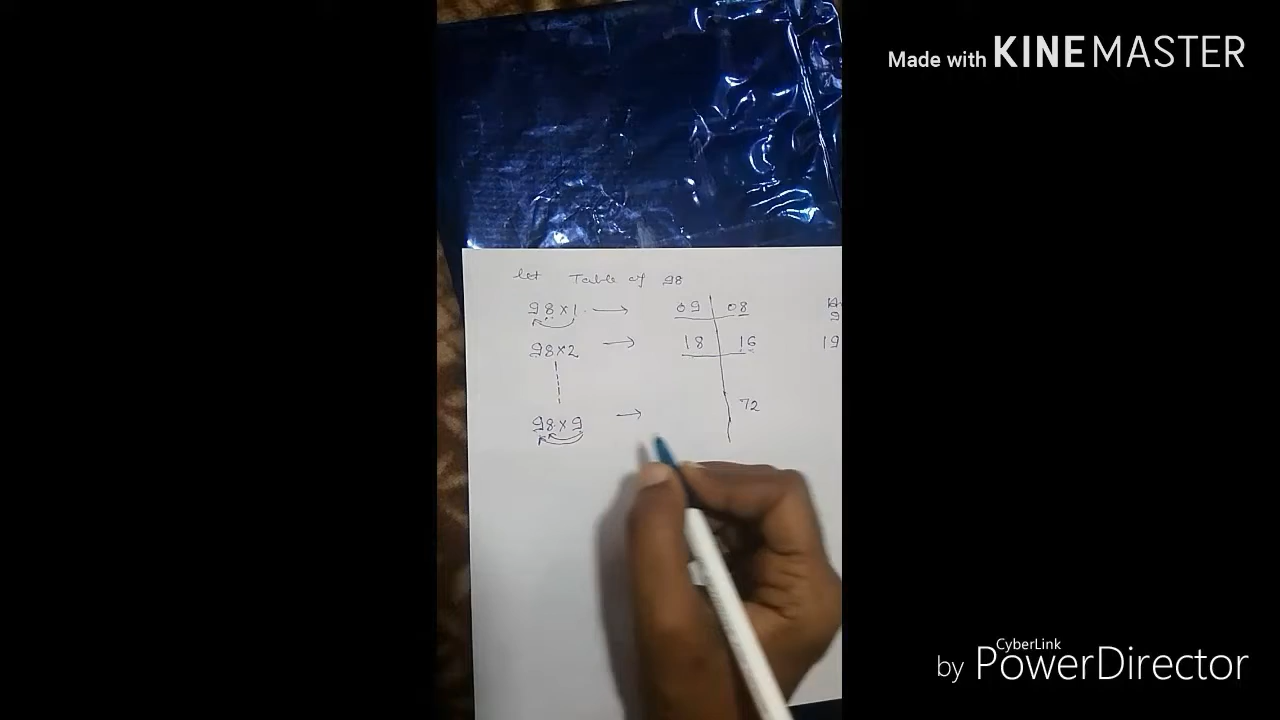 Made with KINEMASTER
let Table of 98
98×1. → 09 08
98×2 → 18 16 19
98×9 → 72
CyberLink
by PowerDirector